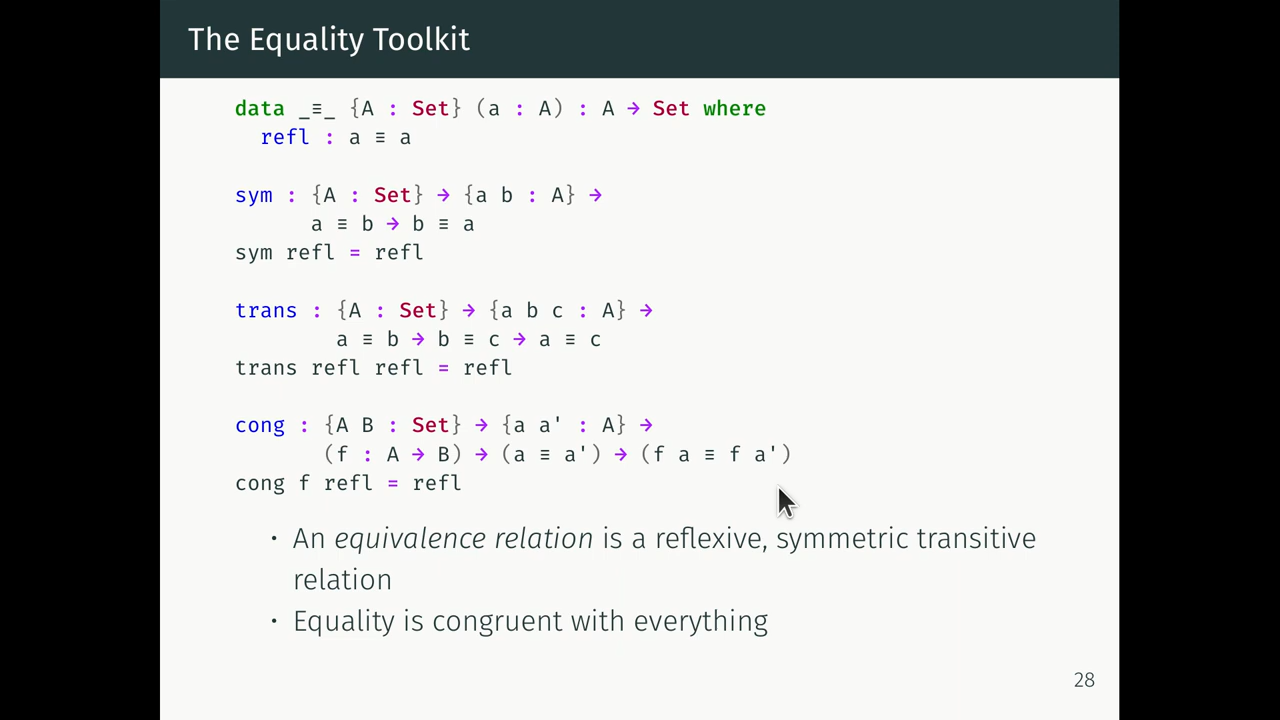 The Equality Toolkit
data _≡_ {A : Set} (a : A) : A → Set where
refl : a ≡ a
sym : {A : Set} → {a b : A} →
a ≡ b → b ≡ a
sym refl = refl
trans : {A : Set} → {a b c : A} →
a ≡ b → b ≡ c → a ≡ c
trans refl refl = refl
cong : {A B : Set} → {a a' : A} →
(f : A → B) → (a ≡ a') → (f a ≡ f a')
cong f refl = refl
• An equivalence relation is a reflexive, symmetric transitive
relation
• Equality is congruent with everything
28